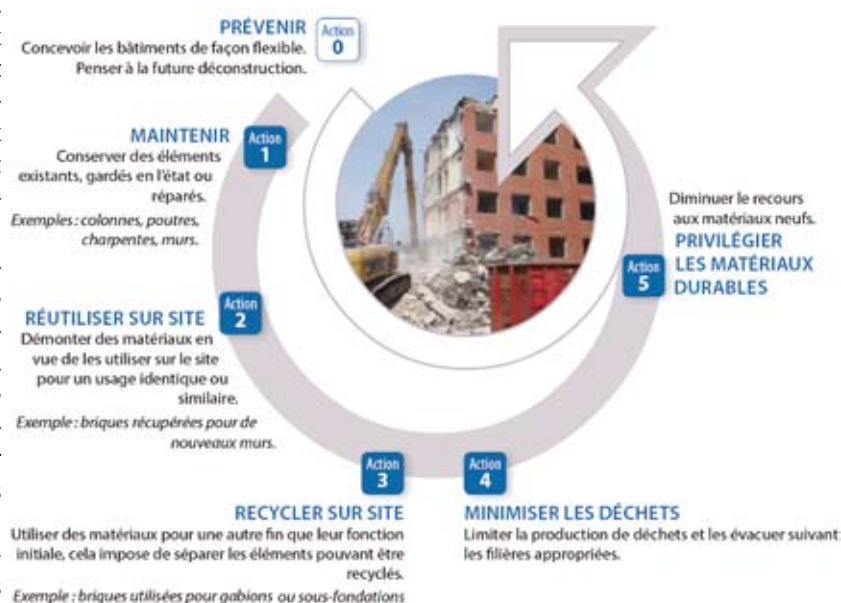 PRÉVENIR
Action
0
Concevoir les bâtiments de façon flexible.
Penser à la future déconstruction.
MAINTENIR
Action
1
Conserver des éléments
existants, gardés en l'état ou
réparés.
Exemples : colonnes, poutres,
charpentes, murs.
RÉUTILISER SUR SITE
Action
2
Démonter des matériaux en
vue de les utiliser sur le site
pour un usage identique ou
similaire.
Exemple : briques récupérées pour de
nouveaux murs.
Action
3
RECYCLER SUR SITE
Utiliser des matériaux pour une autre fin que leur fonction
initiale, cela impose de séparer les éléments pouvant être
recyclés.
Exemple : briques utilisées pour gabions ou sous-fondations
Action
4
MINIMISER LES DÉCHETS
Limiter la production de déchets et les évacuer suivant
les filières appropriées.
Diminuer le recours
aux matériaux neufs.
Action
5
PRIVILÉGIER
LES MATÉRIAUX
DURABLES